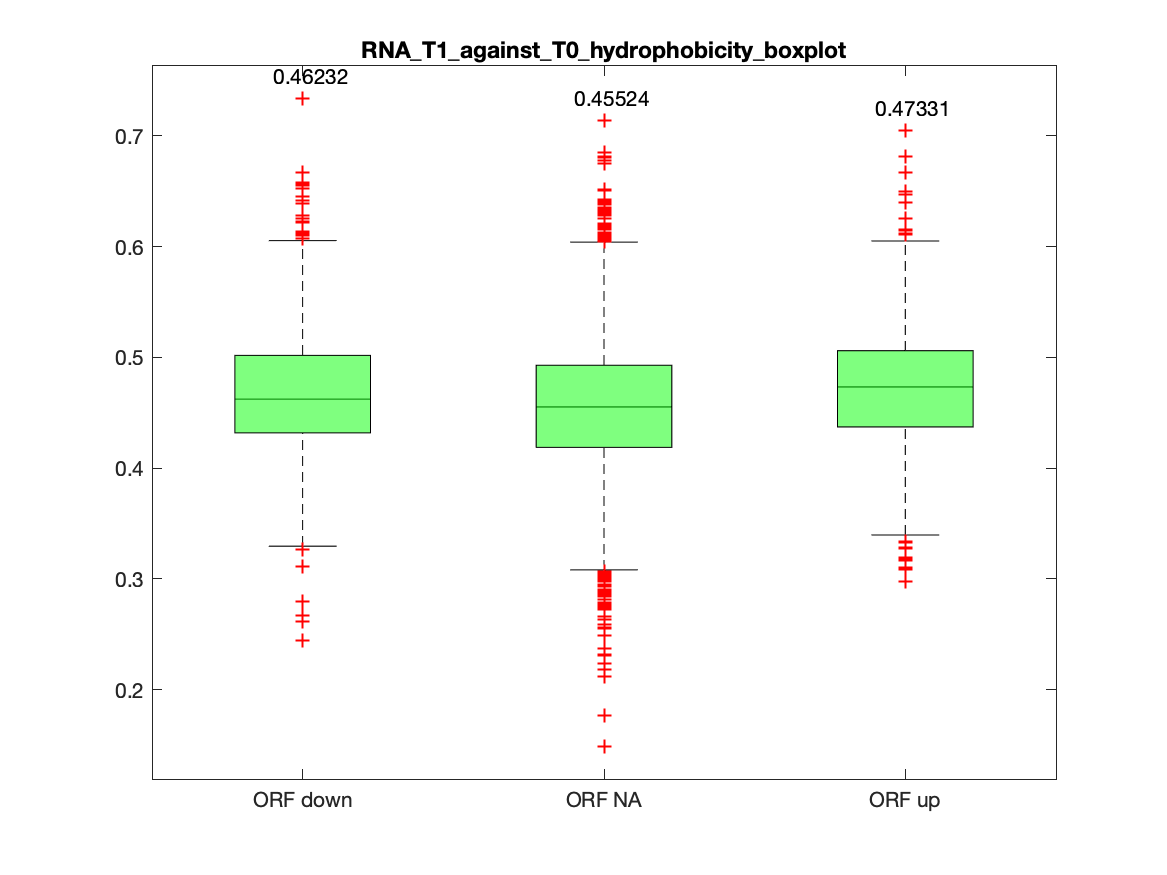 RNA_T1_against_T0_hydrophobicity_boxplot
0.46232
0.45524
0.47331
0.7
0.6
0.5
0.4
0.3
0.2
ORF down
ORF NA
ORF up